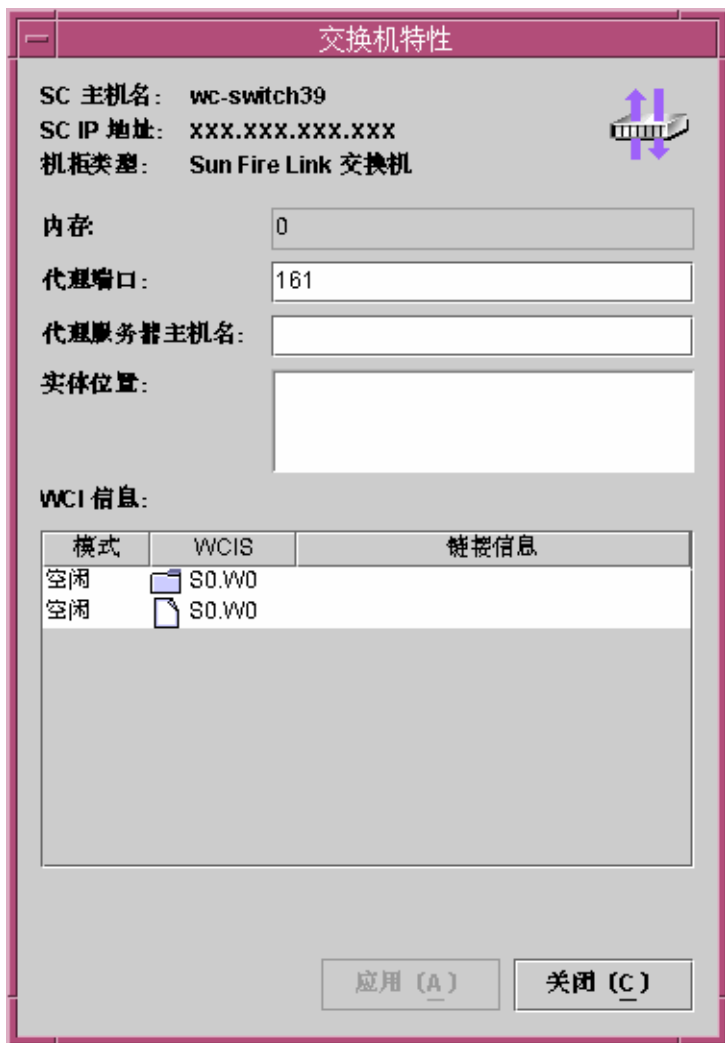 交换机特性
SC 主机名： wc-switch39
SC IP 地址： xxx.xxx.xxx.xxx
机柜类型： Sun Fire Link 交换机
内存: 0
代理端口： 161
代理服务器主机名：
实体位置：
WCI 信息：
模式 WCIS 链接信息
空闲 S0.W0
空闲 S0.W0
应用 (A) 关闭 (C)